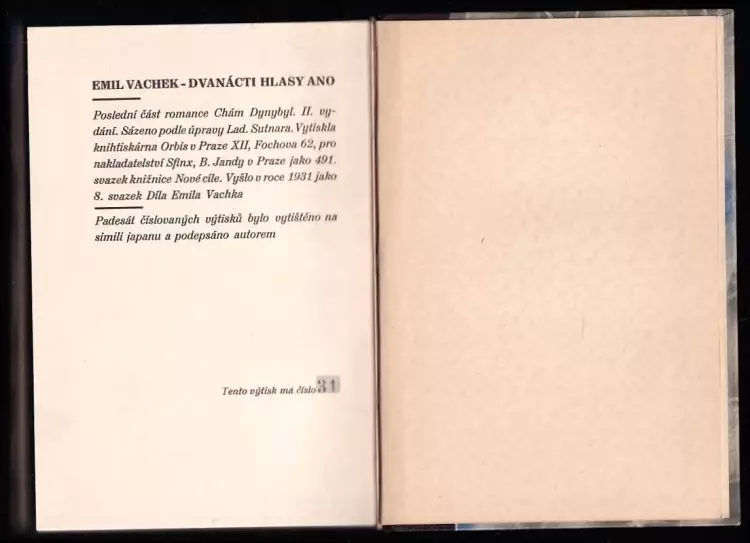 EMIL VACHEK - DVANÁCTI HLASY ANO
Poslední část romance Chám Dynybyl. II. vy-
dání. Sázeno podle úpravy Lad. Sutnara. Vytiskla
knihtiskárna Orbis v Praze XII, Fochova 62, pro
nakladatelství Sfinx, B. Jandy v Praze jako 491.
svazek knižnice Nové cíle. Vyšlo v roce 1931 jako
8. svazek Díla Emila Vachka
Padesát číslovaných výtisků bylo vytištěno na
simili japanu a podepsáno autorem
Tento výtisk má číslo 31